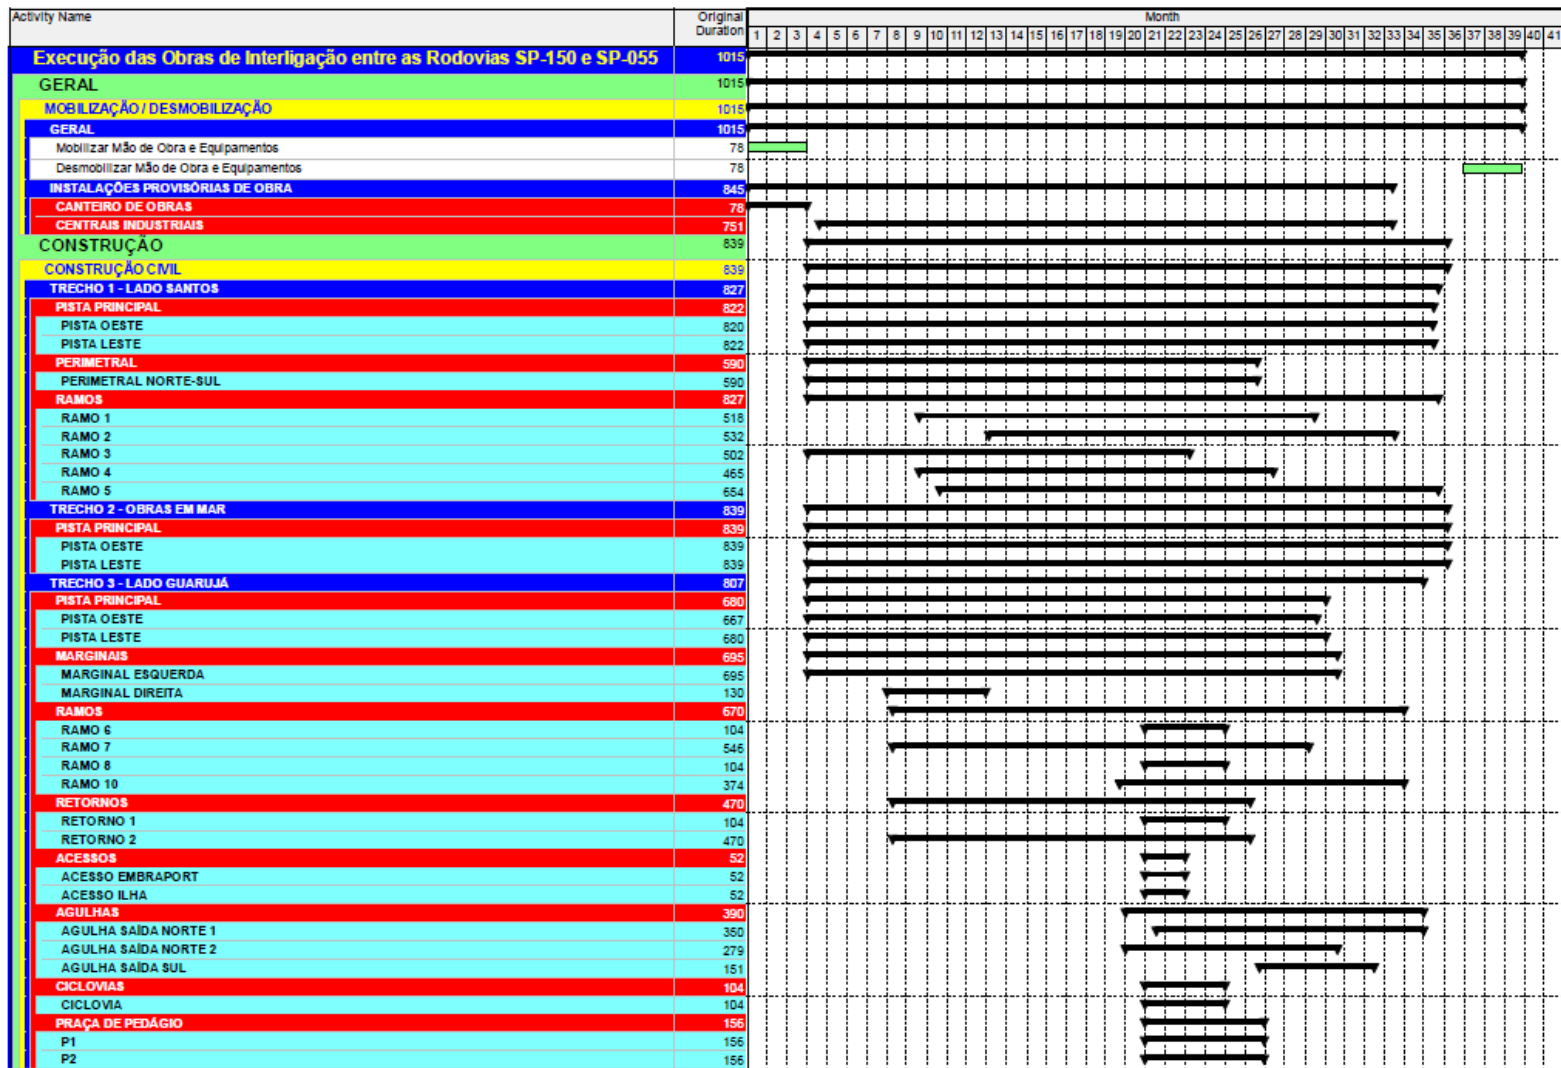 Activity Name Original Duration Month
1 2 3 4 5 6 7 8 9 10 11 12 13 14 15 16 17 18 19 20 21 22 23 24 25 26 27 28 29 30 31 32 33 34 35 36 37 38 39 40 41
Execução das Obras de Interligação entre as Rodovias SP-150 e SP-055 1015
GERAL 1015
MOBILIZAÇÃO / DESMOBILIZAÇÃO 1015
GERAL 1015
Mobilizar Mão de Obra e Equipamentos 78
Desmobilizar Mão de Obra e Equipamentos 78
INSTALAÇÕES PROVISÓRIAS DE OBRA 845
CANTEIRO DE OBRAS 78
CENTRAIS INDUSTRIAIS 751
CONSTRUÇÃO 839
CONSTRUÇÃO CIVIL 839
TRECHO 1 - LADO SANTOS 827
PISTA PRINCIPAL 822
PISTA OESTE 820
PISTA LESTE 822
PERIMETRAL 590
PERIMETRAL NORTE-SUL 590
RAMOS 827
RAMO 1 518
RAMO 2 532
RAMO 3 502
RAMO 4 465
RAMO 5 654
TRECHO 2 - OBRAS EM MAR 839
PISTA PRINCIPAL 839
PISTA OESTE 839
PISTA LESTE 839
TRECHO 3 - LADO GUARUJÁ 807
PISTA PRINCIPAL 680
PISTA OESTE 667
PISTA LESTE 680
MARGINAIS 695
MARGINAL ESQUERDA 695
MARGINAL DIREITA 130
RAMOS 670
RAMO 6 104
RAMO 7 546
RAMO 8 104
RAMO 10 374
RETORNOS 470
RETORNO 1 104
RETORNO 2 470
ACESSOS 52
ACESSO EMBRAPORT 52
ACESSO ILHA 52
AGULHAS 390
AGULHA SAÍDA NORTE 1 350
AGULHA SAÍDA NORTE 2 279
AGULHA SAÍDA SUL 151
CICLOVIAS 104
CICLOVIA 104
PRAÇA DE PEDÁGIO 156
P1 156
P2 156